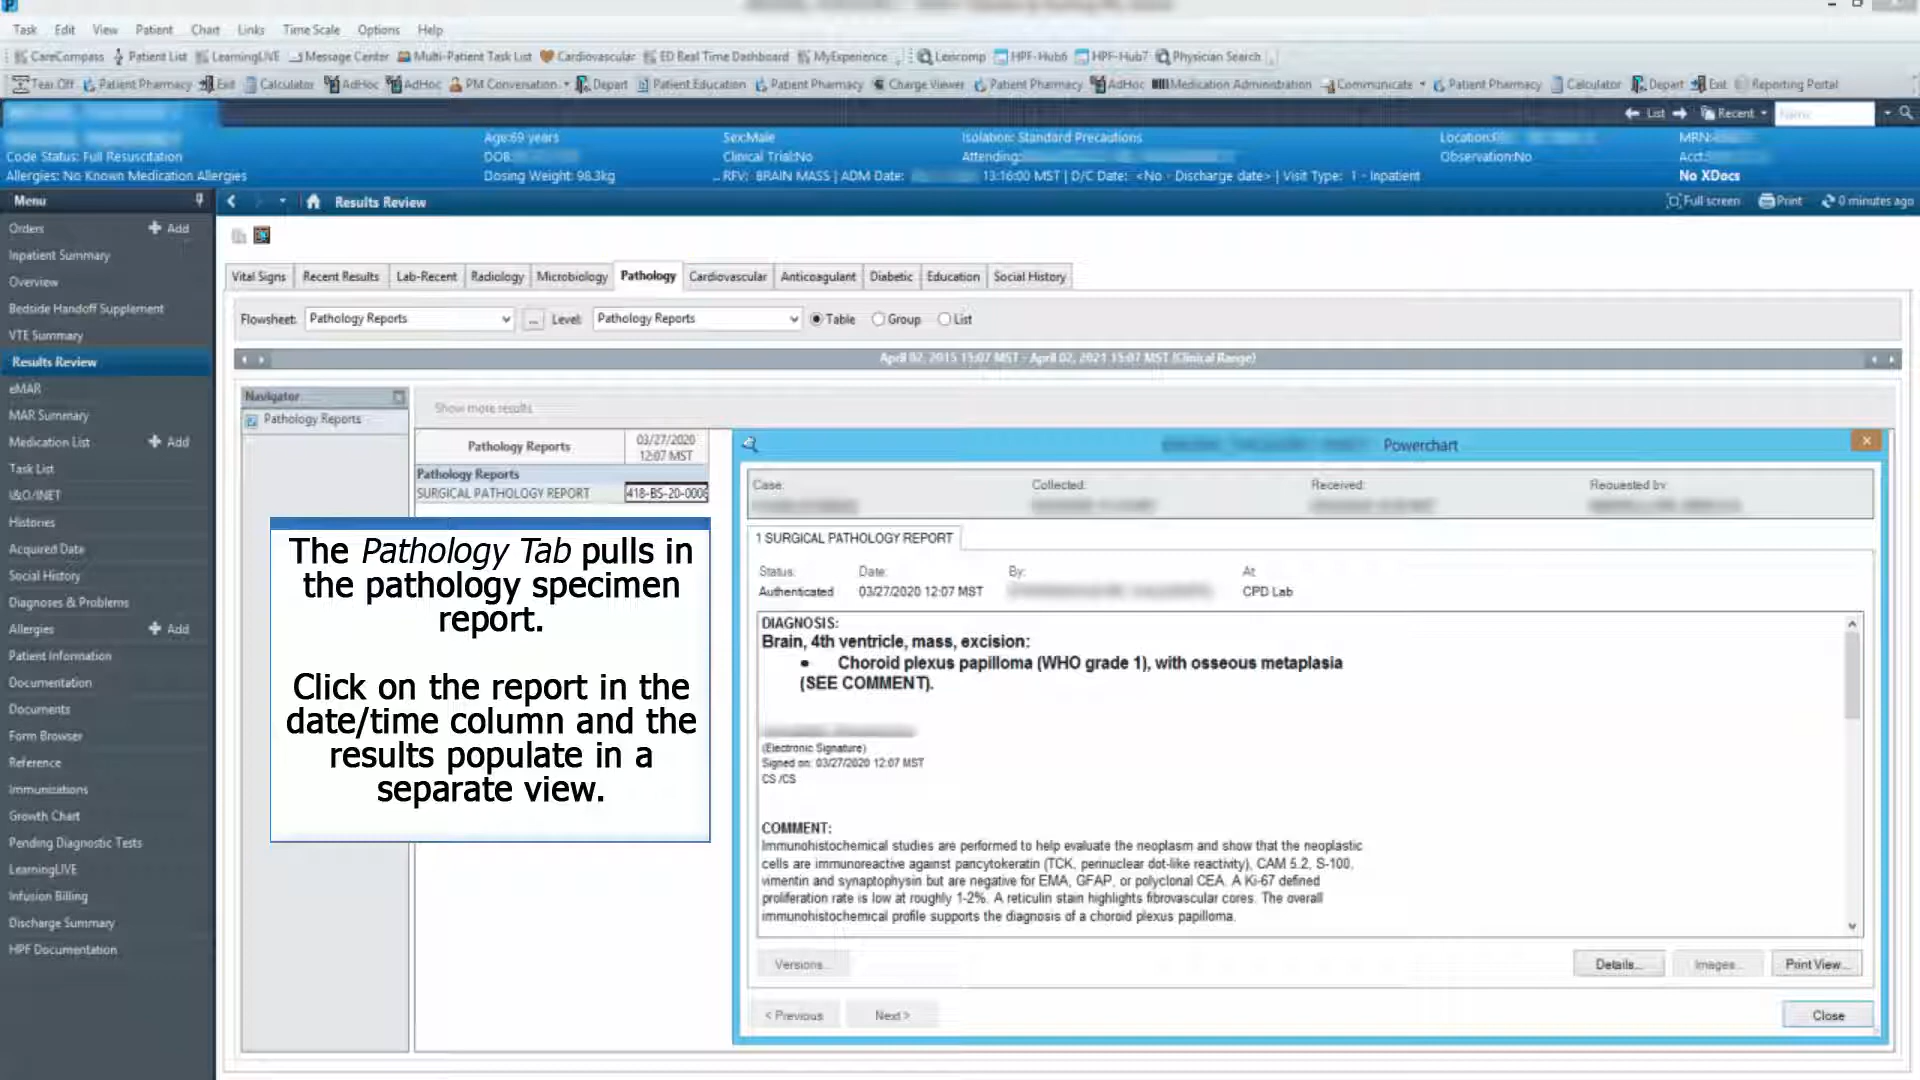 Task Edit View Patient Chart Links Time Scale Options Help
CareCompass Patient List LearningLIVE Message Center Multi-Patient Task List Cardiovascular ED Real Time Dashboard MyExperience Lexicomp HPF-Hub6 HPF-Hub7 Physician Search
Tear Off Patient Pharmacy Exit Calculator AdHoc AdHoc PM Conversation Depart Patient Education Patient Pharmacy Charge Viewer Patient Pharmacy AdHoc Medication Administration Communicate Patient Pharmacy Calculator Depart Exit Reporting Portal
List Recent Name
Age:69 years Sex:Male Isolation: Standard Precautions Location: MRN:
Code Status: Full Resuscitation DOB: Clinical Trial:No Attending: Observation:No Acct:
Allergies: No Known Medication Allergies Dosing Weight: 98.3kg ... RFV: BRAIN MASS | ADM Date: 13:16:00 MST | D/C Date: <No - Discharge date> | Visit Type: 1 - Inpatient No XDocs
Menu Results Review Full screen Print 0 minutes ago
Orders Add
Inpatient Summary
Overview
Bedside Handoff Supplement
VTE Summary
Results Review
eMAR
MAR Summary
Medication List Add
Task List
I&O/INET
Histories
Acquired Data
Social History
Diagnoses & Problems
Allergies Add
Patient Information
Documentation
Documents
Form Browser
Reference
Immunizations
Growth Chart
Pending Diagnostic Tests
LearningLIVE
Infusion Billing
Discharge Summary
HPF Documentation
Vital Signs Recent Results Lab-Recent Radiology Microbiology Pathology Cardiovascular Anticoagulant Diabetic Education Social History
Flowsheet: Pathology Reports ... Level: Pathology Reports Table Group List
April 02, 2015 15:07 MST - April 02, 2021 15:07 MST (Clinical Range)
Navigator
Pathology Reports
Show more results
Pathology Reports 03/27/2020
12:07 MST
Pathology Reports
SURGICAL PATHOLOGY REPORT 418-BS-20-000
The Pathology Tab pulls in
the pathology specimen
report.
Click on the report in the
date/time column and the
results populate in a
separate view.
Powerchart
Case: Collected: Received: Requested by:
1 SURGICAL PATHOLOGY REPORT
Status: Date: By: At:
Authenticated 03/27/2020 12:07 MST CPD Lab
DIAGNOSIS:
Brain, 4th ventricle, mass, excision:
• Choroid plexus papilloma (WHO grade 1), with osseous metaplasia
(SEE COMMENT).
(Electronic Signature)
Signed on: 03/27/2020 12:07 MST
CS /CS
COMMENT:
Immunohistochemical studies are performed to help evaluate the neoplasm and show that the neoplastic
cells are immunoreactive against pancytokeratin (TCK, perinuclear dot-like reactivity), CAM 5.2, S-100,
vimentin and synaptophysin but are negative for EMA, GFAP, or polyclonal CEA. A Ki-67 defined
proliferation rate is low at roughly 1-2%. A reticulin stain highlights fibrovascular cores. The overall
immunohistochemical profile supports the diagnosis of a choroid plexus papilloma.
Versions... Details... Images... Print View...
< Previous Next > Close